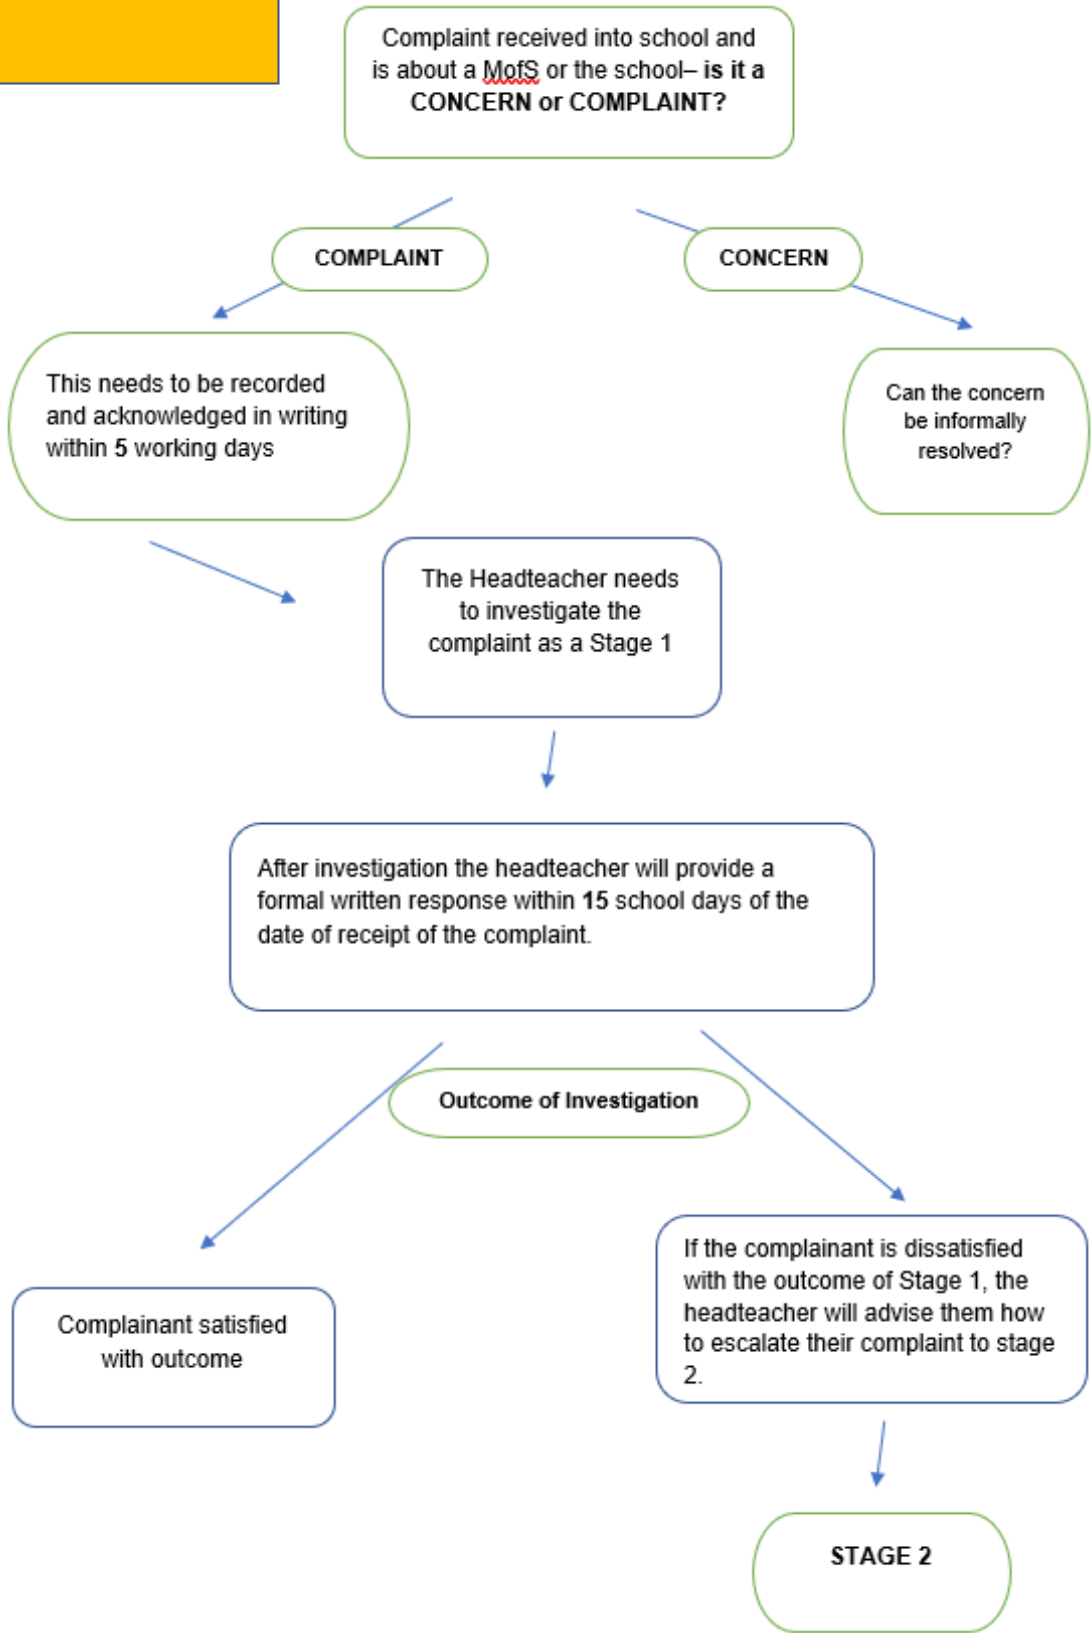 Complaint received into school and
is about a MofS or the school– is it a
CONCERN or COMPLAINT?
COMPLAINT
CONCERN
This needs to be recorded
and acknowledged in writing
within 5 working days
Can the concern
be informally
resolved?
The Headteacher needs
to investigate the
complaint as a Stage 1
After investigation the headteacher will provide a
formal written response within 15 school days of the
date of receipt of the complaint.
Outcome of Investigation
Complainant satisfied
with outcome
If the complainant is dissatisfied
with the outcome of Stage 1, the
headteacher will advise them how
to escalate their complaint to stage
2.
STAGE 2